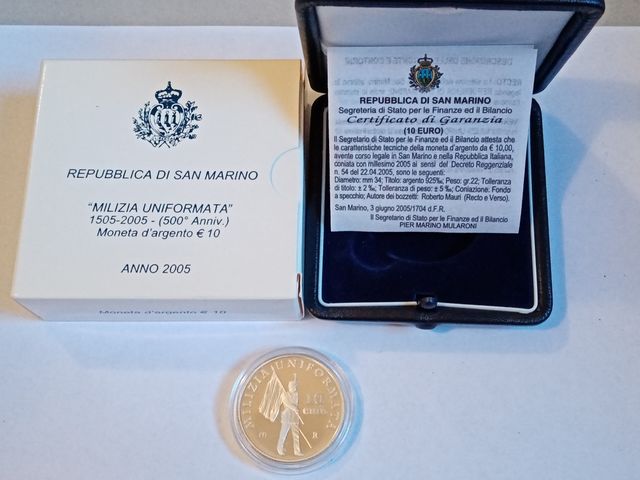 REPUBBLICA DI SAN MARINO
"MILIZIA UNIFORMATA"
1505-2005 - (500° Anniv.)
Moneta d'argento € 10
ANNO 2005
Moneta d'argento € 10
REPUBBLICA DI SAN MARINO
Segreteria di Stato per le Finanze ed il Bilancio
Certificato di Garanzia
(10 EURO)
Il Segretario di Stato per le Finanze ed il Bilancio attesta che
le caratteristiche tecniche della moneta d'argento da € 10,00,
avente corso legale in San Marino e nella Repubblica Italiana,
coniata con millesimo 2005 ai sensi del Decreto Reggenziale
n. 54 del 22.04.2005, sono le seguenti:
Diametro: mm 34; Titolo: argento 925‰; Peso: gr.22; Tolleranza
di titolo: ± 2 ‰; Tolleranza di peso: ± 5 ‰; Coniazione: Fondo
a specchio; Autore dei bozzetti: Roberto Mauri (Recto e Verso).
San Marino, 3 giugno 2005/1704 d.F.R.
Il Segretario di Stato per le Finanze ed il Bilancio
PIER MARINO MULARONI
MILIZIA UNIFORMATA
10
EURO
R